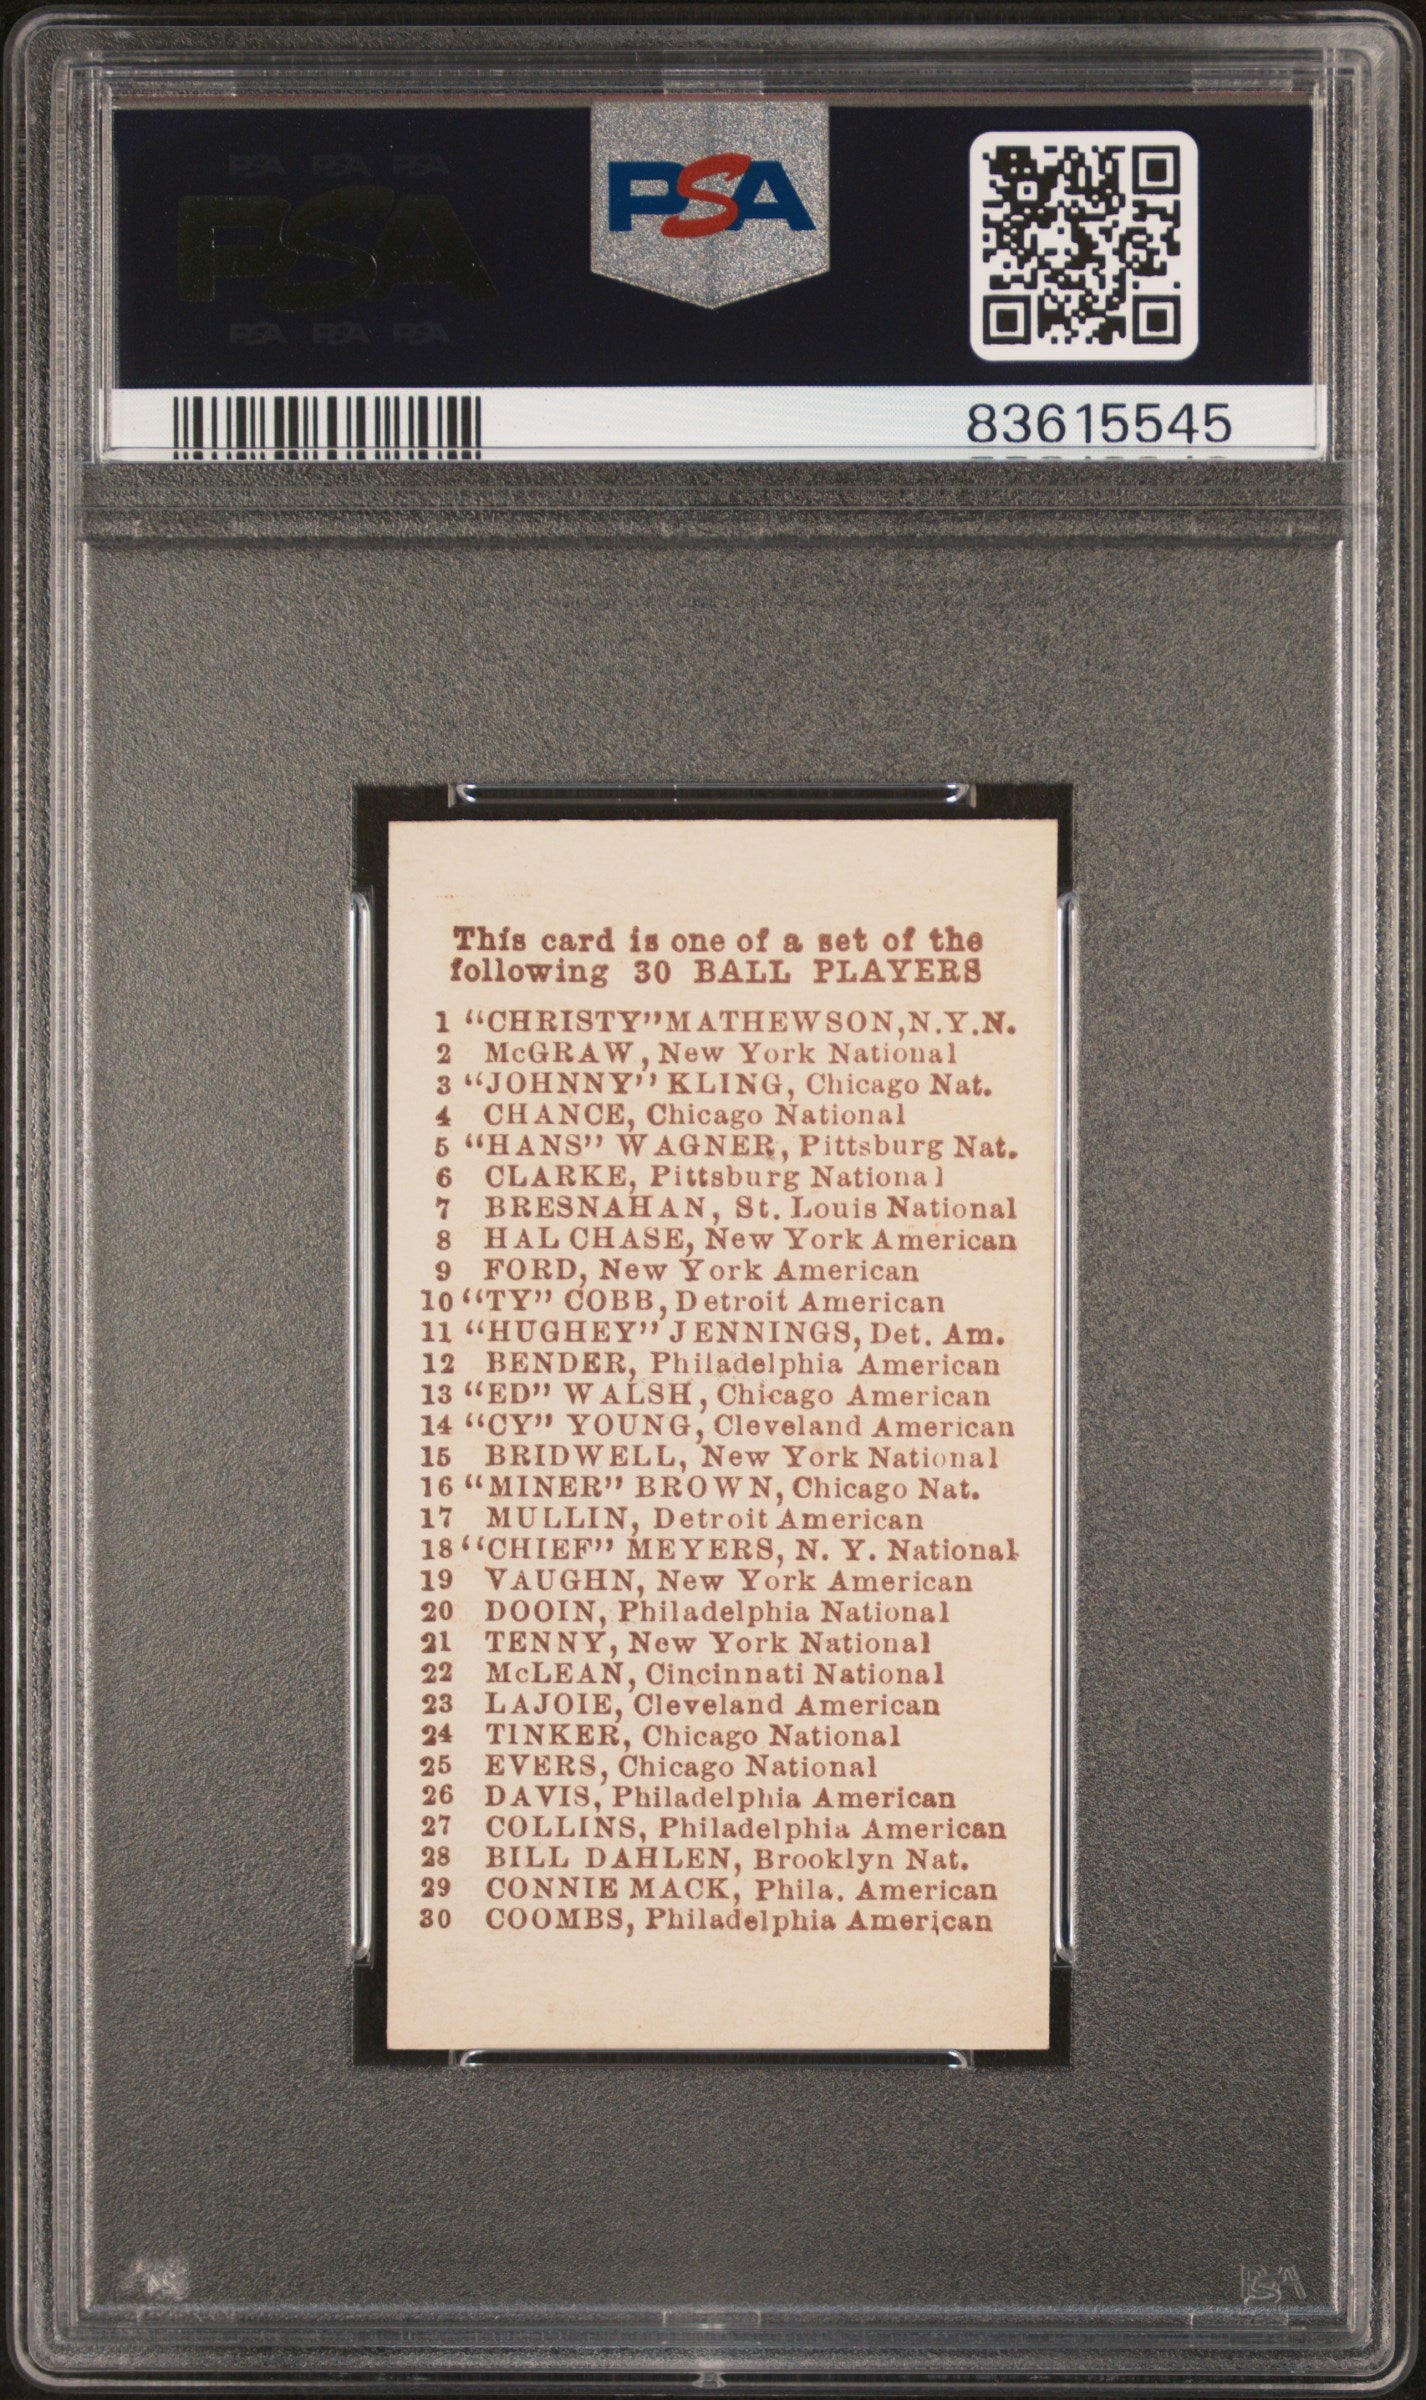 PSA PSA PSA
PSA
PSA PSA PSA
PSA
83615545
This card is one of a set of the
following 30 BALL PLAYERS
1 "CHRISTY" MATHEWSON, N.Y.N.
2 McGRAW, New York National
3 "JOHNNY" KLING, Chicago Nat.
4 CHANCE, Chicago National
5 "HANS" WAGNER, Pittsburg Nat.
6 CLARKE, Pittsburg National
7 BRESNAHAN, St. Louis National
8 HAL CHASE, New York American
9 FORD, New York American
10 "TY" COBB, Detroit American
11 "HUGHEY" JENNINGS, Det. Am.
12 BENDER, Philadelphia American
13 "ED" WALSH, Chicago American
14 "CY" YOUNG, Cleveland American
15 BRIDWELL, New York National
16 "MINER" BROWN, Chicago Nat.
17 MULLIN, Detroit American
18 "CHIEF" MEYERS, N. Y. National
19 VAUGHN, New York American
20 DOOIN, Philadelphia National
21 TENNY, New York National
22 McLEAN, Cincinnati National
23 LAJOIE, Cleveland American
24 TINKER, Chicago National
25 EVERS, Chicago National
26 DAVIS, Philadelphia American
27 COLLINS, Philadelphia American
28 BILL DAHLEN, Brooklyn Nat.
29 CONNIE MACK, Phila. American
30 COOMBS, Philadelphia American
PSA